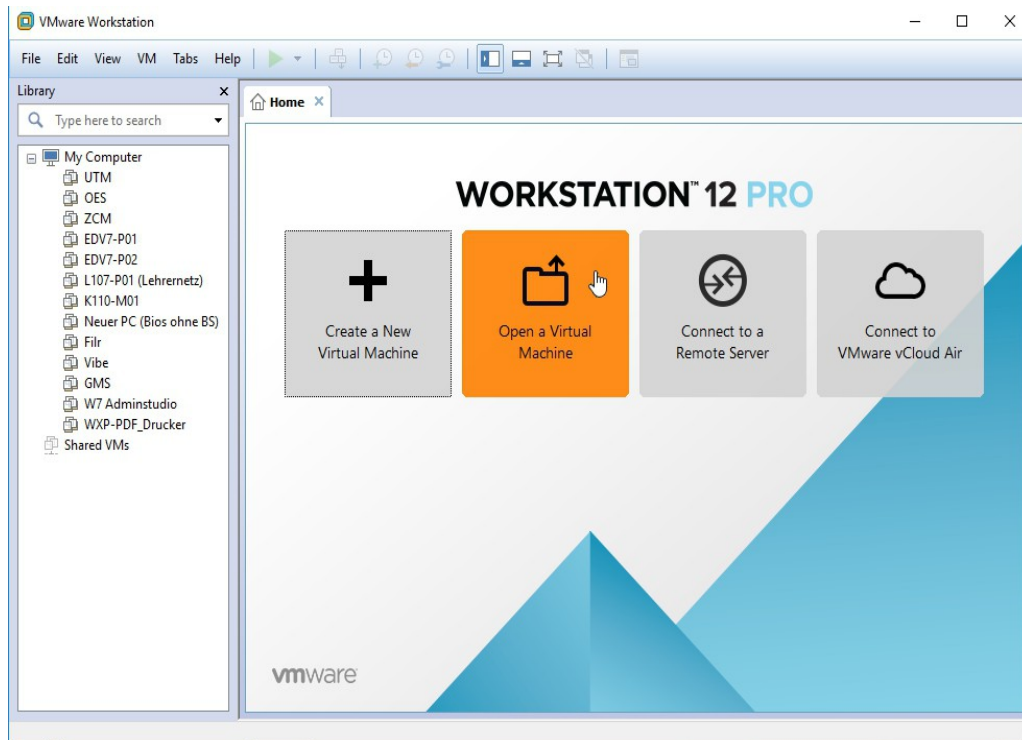 VMware Workstation
File Edit View VM Tabs Help
Library
Type here to search
My Computer
UTM
OES
ZCM
EDV7-P01
EDV7-P02
L107-P01 (Lehrernetz)
K110-M01
Neuer PC (Bios ohne BS)
Filr
Vibe
GMS
W7 Adminstudio
WXP-PDF_Drucker
Shared VMs
Home
WORKSTATION™ 12 PRO
Create a New
Virtual Machine
Open a Virtual
Machine
Connect to a
Remote Server
Connect to
VMware vCloud Air
vmware